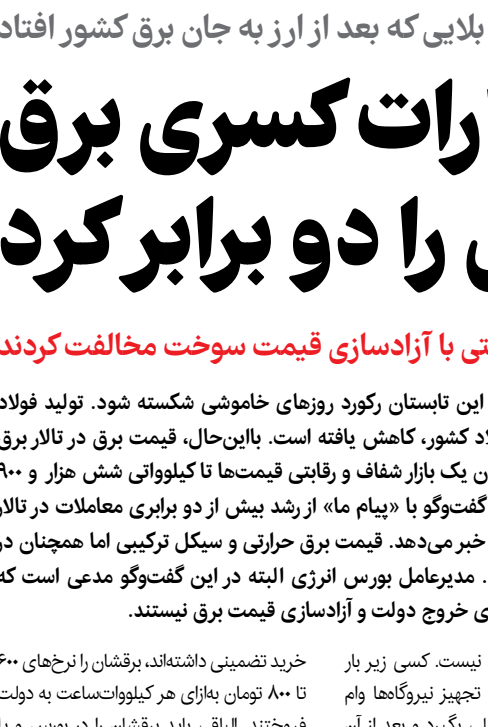 بلایی که بعد از ارز به جان برق کشور افتاد
رات کسری برق
را دو برابر کرد
تی با آزادسازی قیمت سوخت مخالفت کردند
این تابستان رکورد روزهای خاموشی شکسته شود. تولید فولاد
لاد کشور، کاهش یافته است. بااین‌حال، قیمت برق در تالار برق
ن یک بازار شفاف و رقابتی قیمت‌ها تا کیلوواتی شش هزار و ۹۰۰
گفت‌وگو با «پیام ما» از رشد بیش از دو برابری معاملات در تالار
خبر می‌دهد. قیمت برق حرارتی و سیکل ترکیبی اما همچنان در
. مدیرعامل بورس انرژی البته در این گفت‌وگو مدعی است که
ی خروج دولت و آزادسازی قیمت برق نیستند.
نیست. کسی زیر بار
تجهیز نیروگاه‌ها وام
خرید تضمینی داشته‌اند، برقشان را نرخ‌های ۶۰۰
تا ۸۰۰ تومان به‌ازای هر کیلووات‌ساعت به دولت